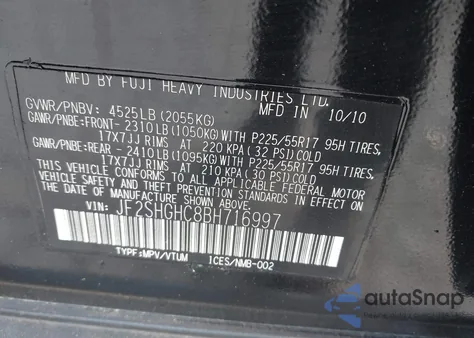 MFD BY FUJI HEAVY INDUSTRIES LTD.
MFD IN 10/10
GVWR/PNBV: 4525LB (2055KG)
GAWR/PNBE:FRONT- 2310LB(1050KG)WITH P225/55R17 95H TIRES,
17x7JJ RIMS AT 220 KPA (32 PSI)COLD
GAWR/PNBE:REAR - 2410LB(1095KG)WITH P225/55R17 95H TIRES,
17x7JJ RIMS AT 210 KPA (30 PSI)COLD
THIS VEHICLE CONFORMS TO ALL APPLICABLE FEDERAL MOTOR
VEHICLE SAFETY STANDARDS IN EFFECT ON THE DATE
OF MANUFACTURE SHOWN ABOVE.
VIN: JF2SHGHC8BH716997
TYPE:MPV/VTUM ICES/NMB-002
autoSnap